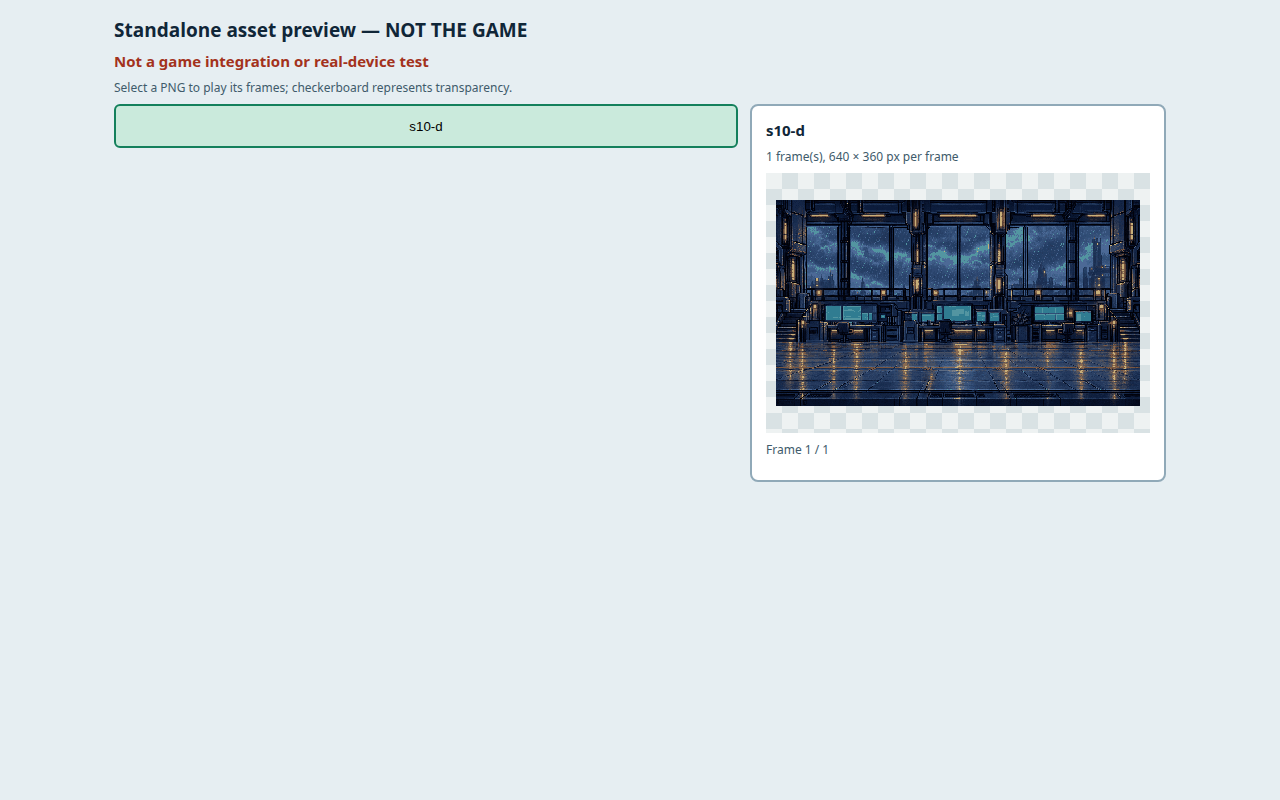 Standalone asset preview — NOT THE GAME
Not a game integration or real-device test
Select a PNG to play its frames; checkerboard represents transparency.
s10-d
s10-d
1 frame(s), 640 × 360 px per frame
Frame 1 / 1